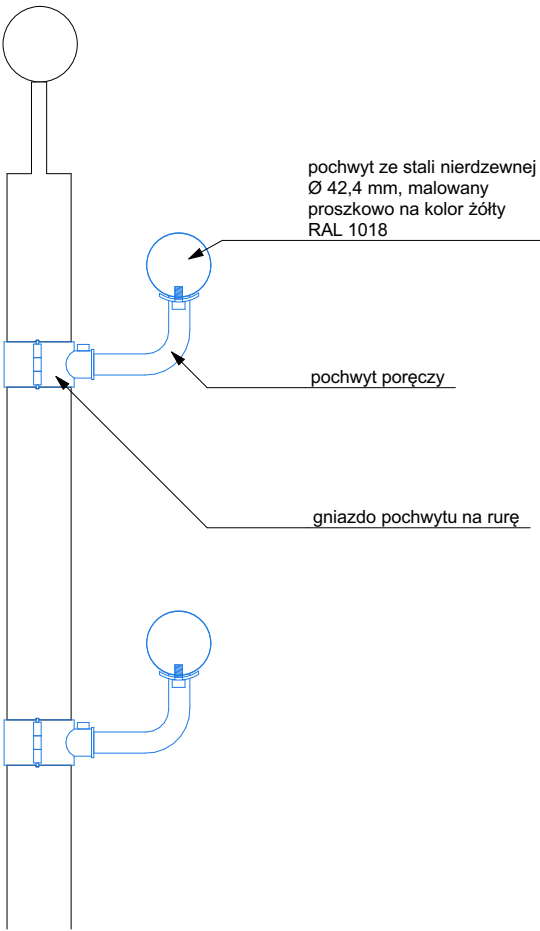 pochwyt ze stali nierdzewnej
Ø 42,4 mm, malowany
proszkowo na kolor żółty
RAL 1018
pochwyt poręczy
gniazdo pochwytu na rurę